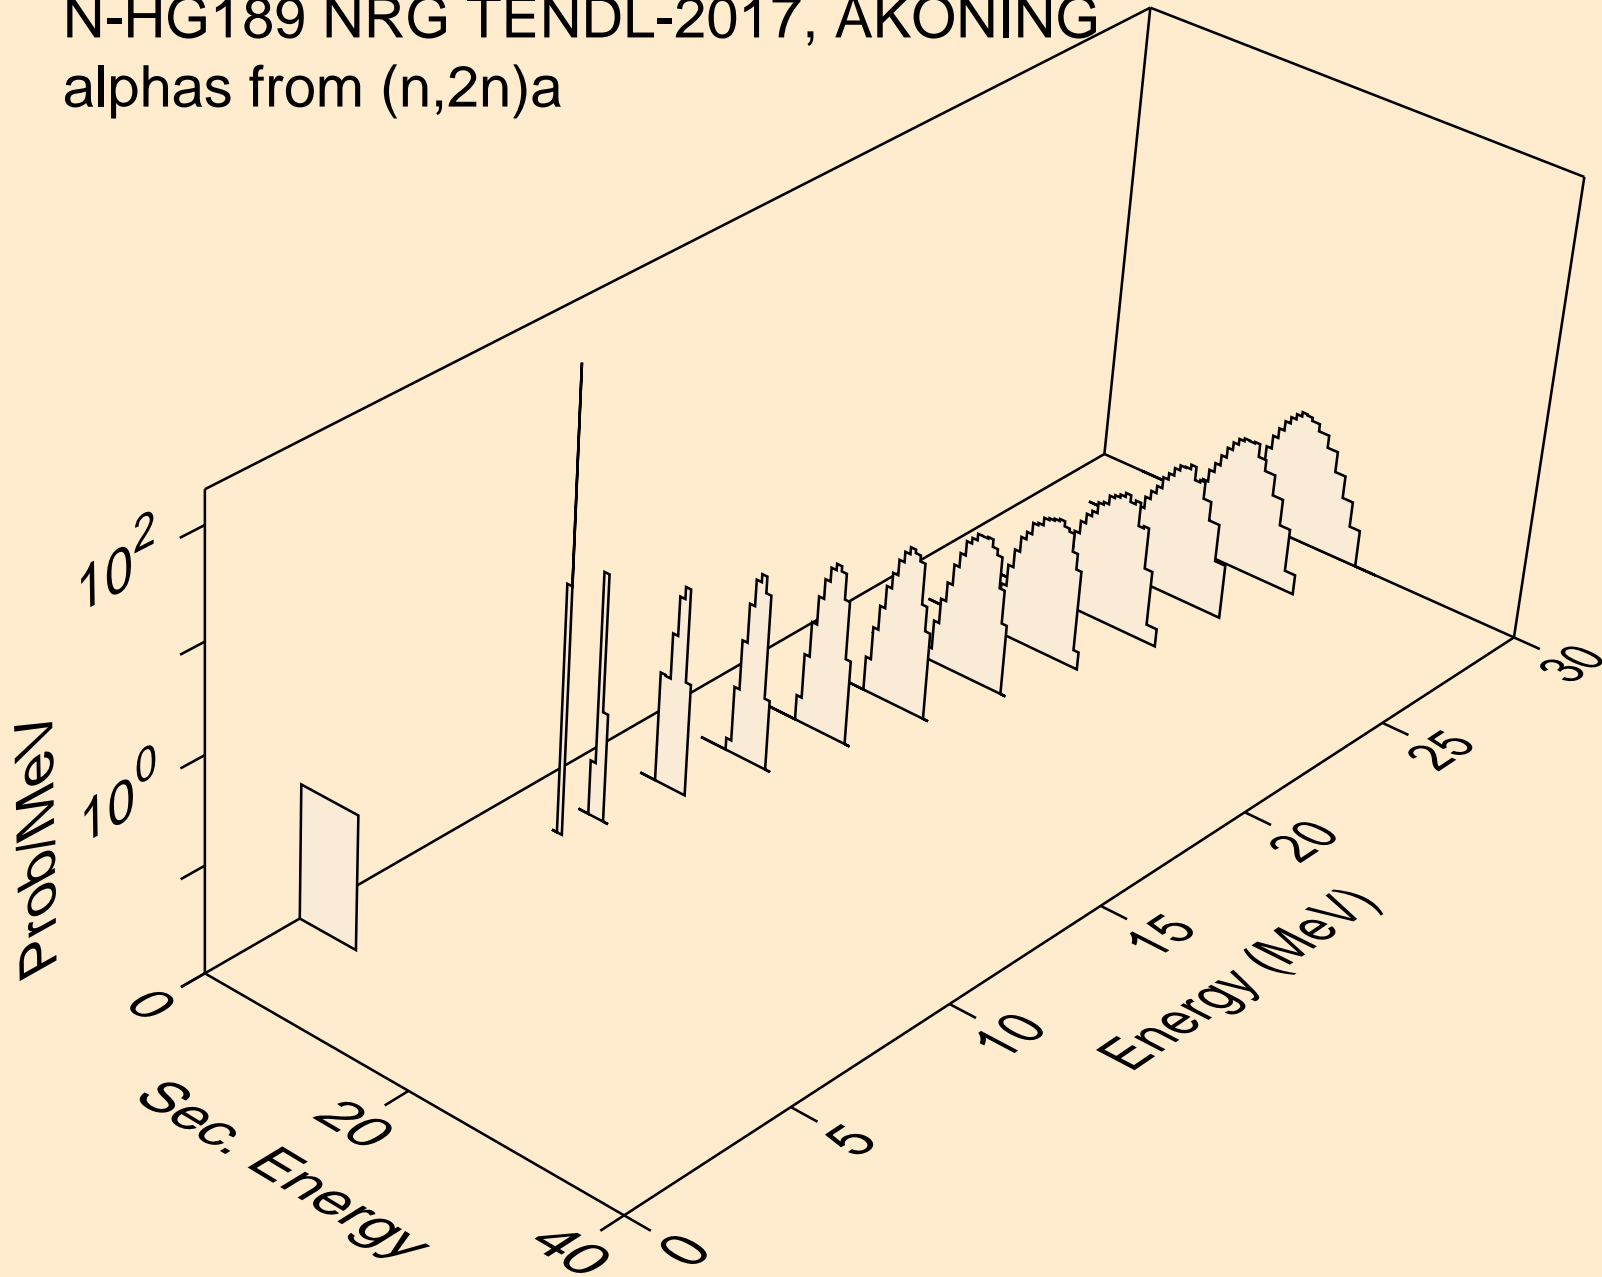 N-HG189 NRG TENDL-2017, AKONING
alphas from (n,2n)a
10^2
10^0
Prob/MeV
0
20
40
Sec. Energy
0
5
10
15
20
25
30
Energy (MeV)